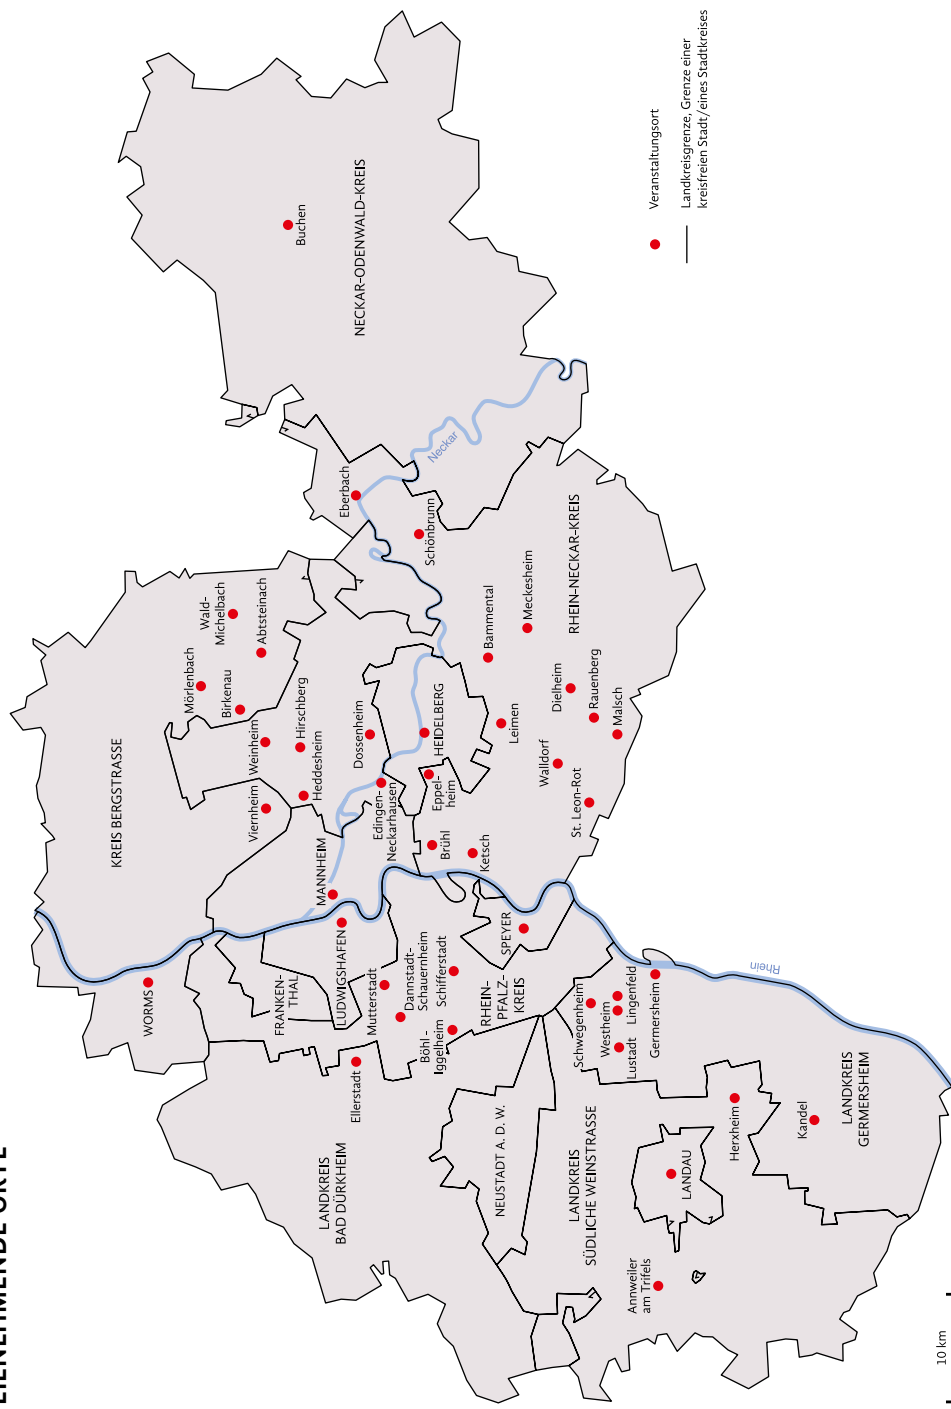 EILNEHMENDE ORTE
KREIS BERGSTRASSE
WORMS
Mörlenbach
Wald-
Michelbach
Birkenau
Abtsteinach
Weinheim
Viernheim
Hirschberg
Heddesheim
Buchen
NECKAR-ODENWALD-KREIS
FRANKEN-
THAL
MANNHEIM
LUDWIGSHAFEN
Dossenheim
Eberbach
LANDKREIS
BAD DÜRKHEIM
Ellerstadt
Mutterstadt
Edingen-
Neckarhausen
HEIDELBERG
Schönbrunn
Neckar
Dannstadt-
Schauernheim
Böhl-
Iggelheim
Schifferstadt
Brühl
Eppel-
heim
Ketsch
RHEIN-
PFALZ-
KREIS
SPEYER
Bammental
Leimen
Meckesheim
NEUSTADT A. D. W.
Walldorf
Dielheim
RHEIN-NECKAR-KREIS
St. Leon-Rot
Rauenberg
Malsch
LANDKREIS
SÜDLICHE WEINSTRASSE
Schwegenheim
Westheim
Lingenfeld
Lustadt
Germersheim
Annweiler
am Trifels
LANDAU
Herxheim
Rhein
Kandel
LANDKREIS
GERMERSHEIM
Veranstaltungsort
Landkreisgrenze, Grenze einer
kreisfreien Stadt/eines Stadtkreises
10 km